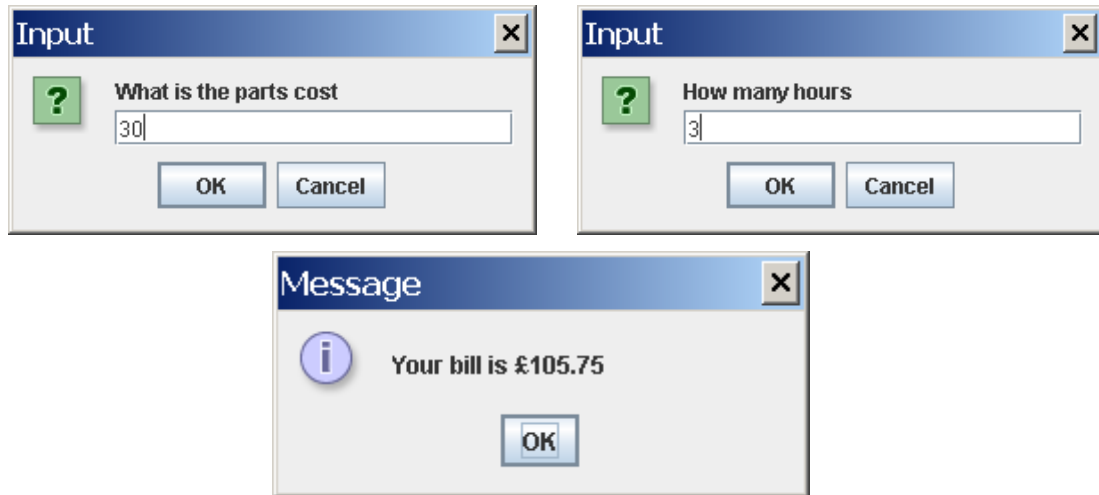 Input
?
What is the parts cost
30
OK
Cancel
Input
?
How many hours
3
OK
Cancel
Message
i
Your bill is £105.75
OK